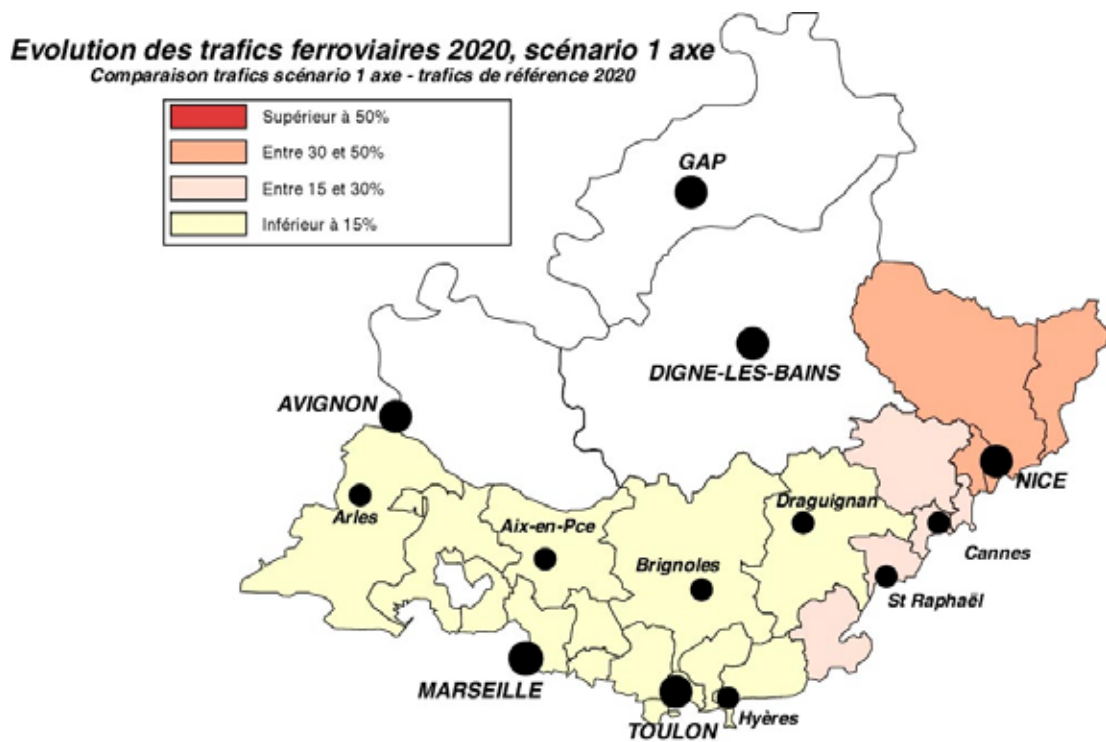 Evolution des trafics ferroviaires 2020, scénario 1 axe
Comparaison trafics scénario 1 axe - trafics de référence 2020
Supérieur à 50%
Entre 30 et 50%
Entre 15 et 30%
Inférieur à 15%
GAP
DIGNE-LES-BAINS
AVIGNON
NICE
Arles
Draguignan
Aix-en-Pce
Cannes
Brignoles
St Raphaël
MARSEILLE
Hyères
TOULON